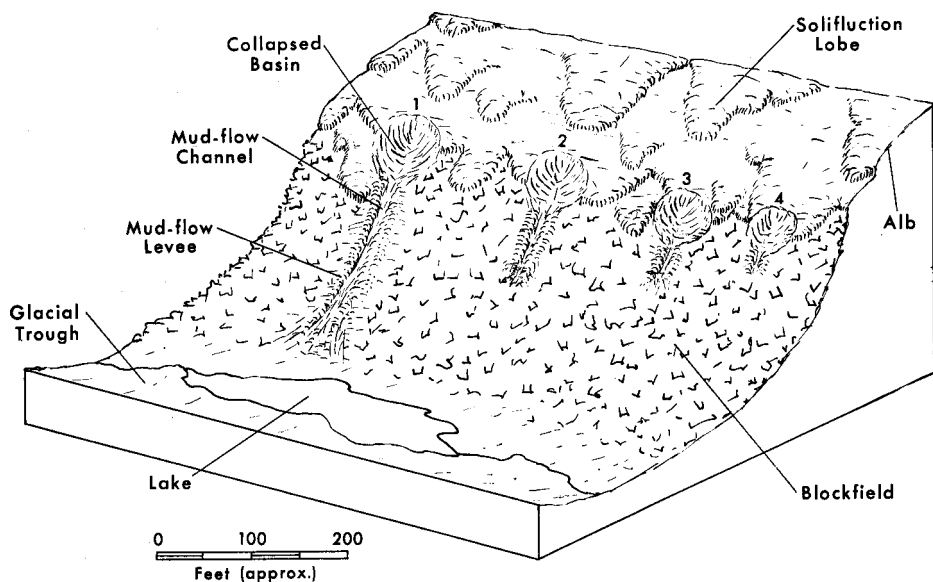 Collapsed
Basin
Solifluction
Lobe
1
Mud-flow
Channel
2
3
4
Alb
Mud-flow
Levee
Glacial
Trough
Lake
Blockfield
0 100 200
Feet (approx.)